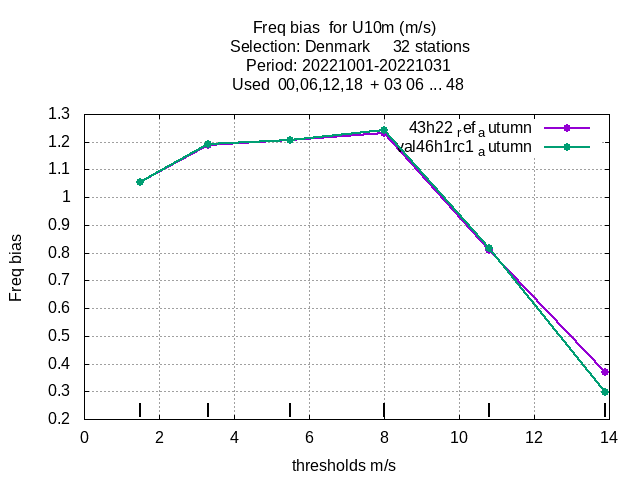 Freq bias  for U10m (m/s)
Selection: Denmark     32 stations
Period: 20221001-20221031
Used  00,06,12,18  + 03 06 ... 48
1.3
1.2
1.1
1
0.9
0.8
0.7
0.6
0.5
0.4
0.3
0.2
Freq bias
43h22 ref autumn
val46h1rc1 autumn
0 2 4 6 8 10 12 14
thresholds m/s